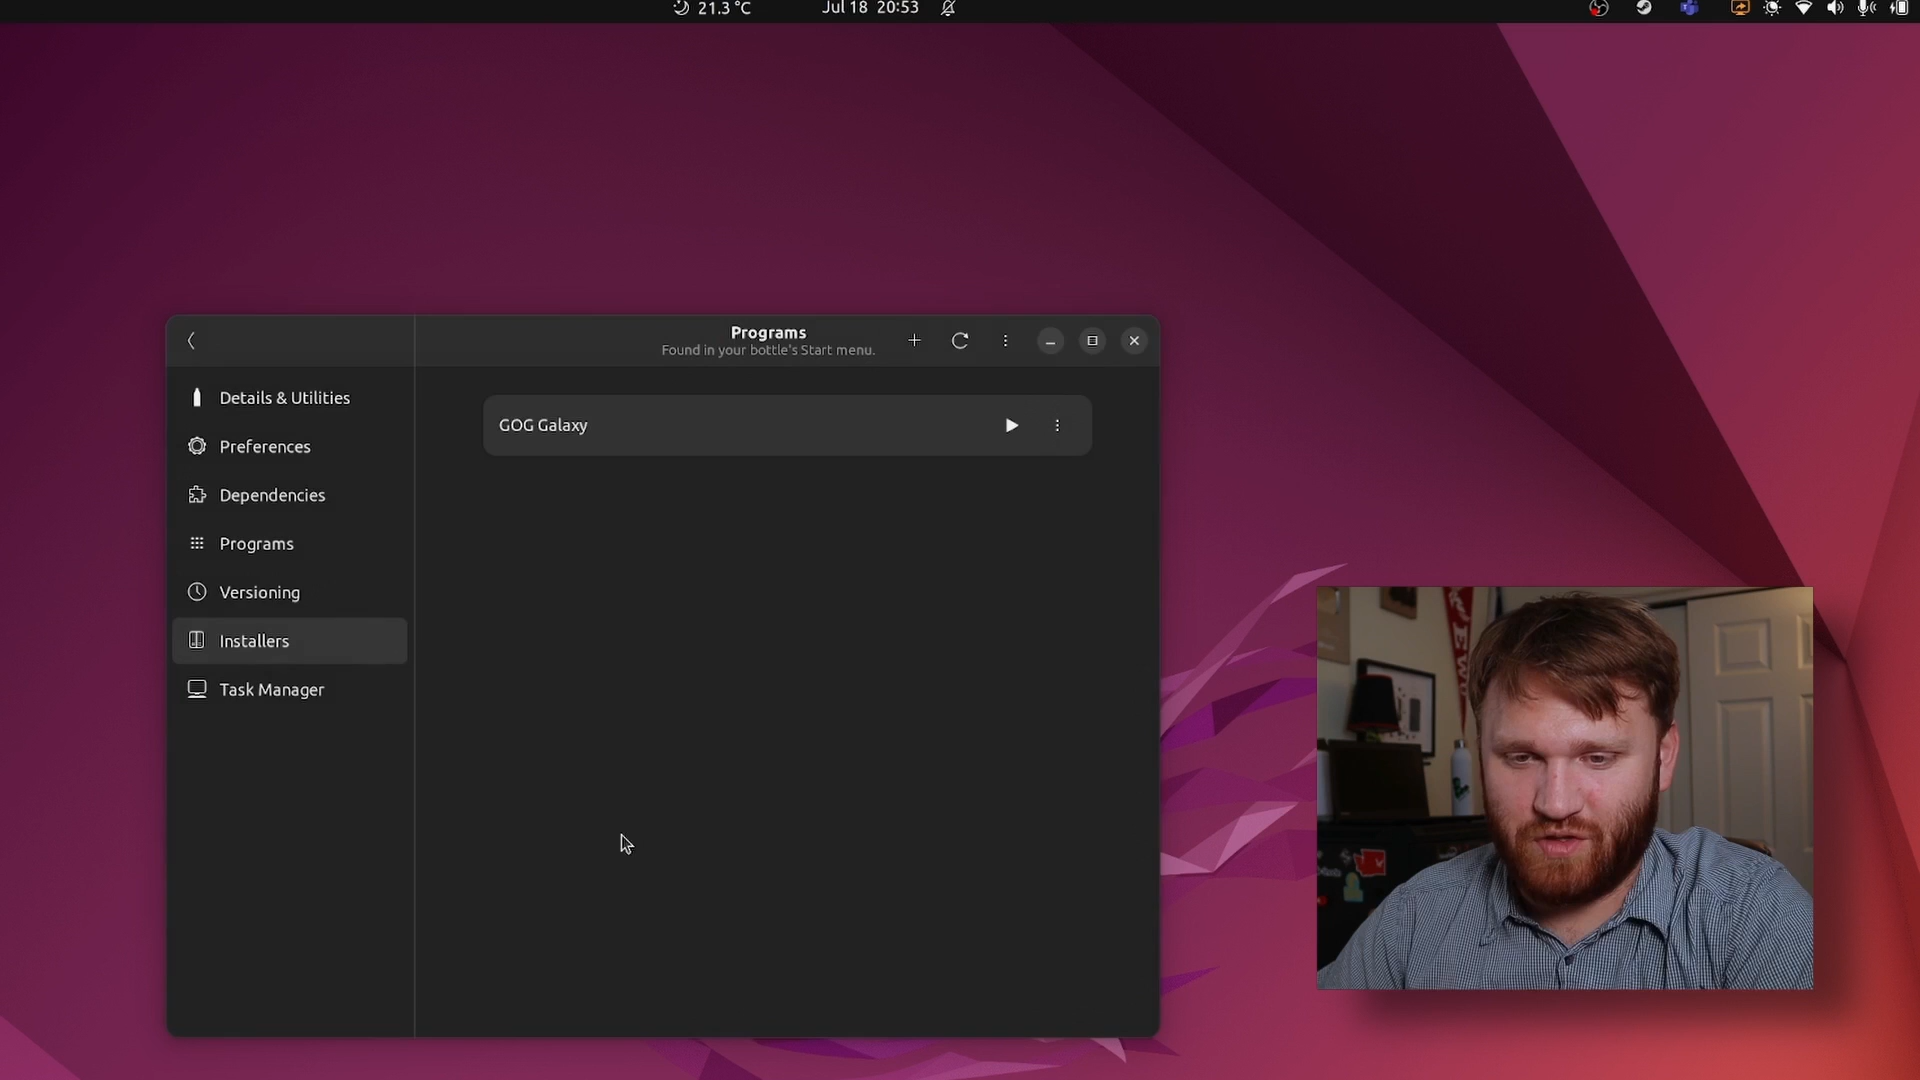 21.3 °C
Jul 18 20:53
Programs
Found in your bottle's Start menu.
Details & Utilities
Preferences
Dependencies
Programs
Versioning
Installers
Task Manager
GOG Galaxy